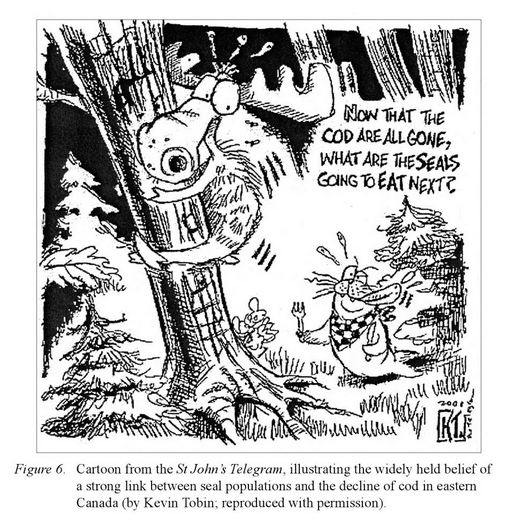 NOW THAT THE
COD ARE ALL GONE,
WHAT ARE THE SEALS
GOING TO EAT NEXT?
2001
KT
Figure 6. Cartoon from the St John's Telegram, illustrating the widely held belief of
a strong link between seal populations and the decline of cod in eastern
Canada (by Kevin Tobin; reproduced with permission).